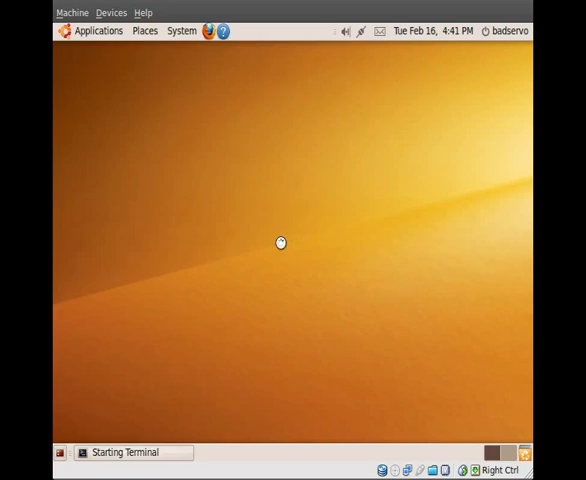 Machine Devices Help
Applications Places System ? Tue Feb 16, 4:41 PM badservo
Starting Terminal
Right Ctrl